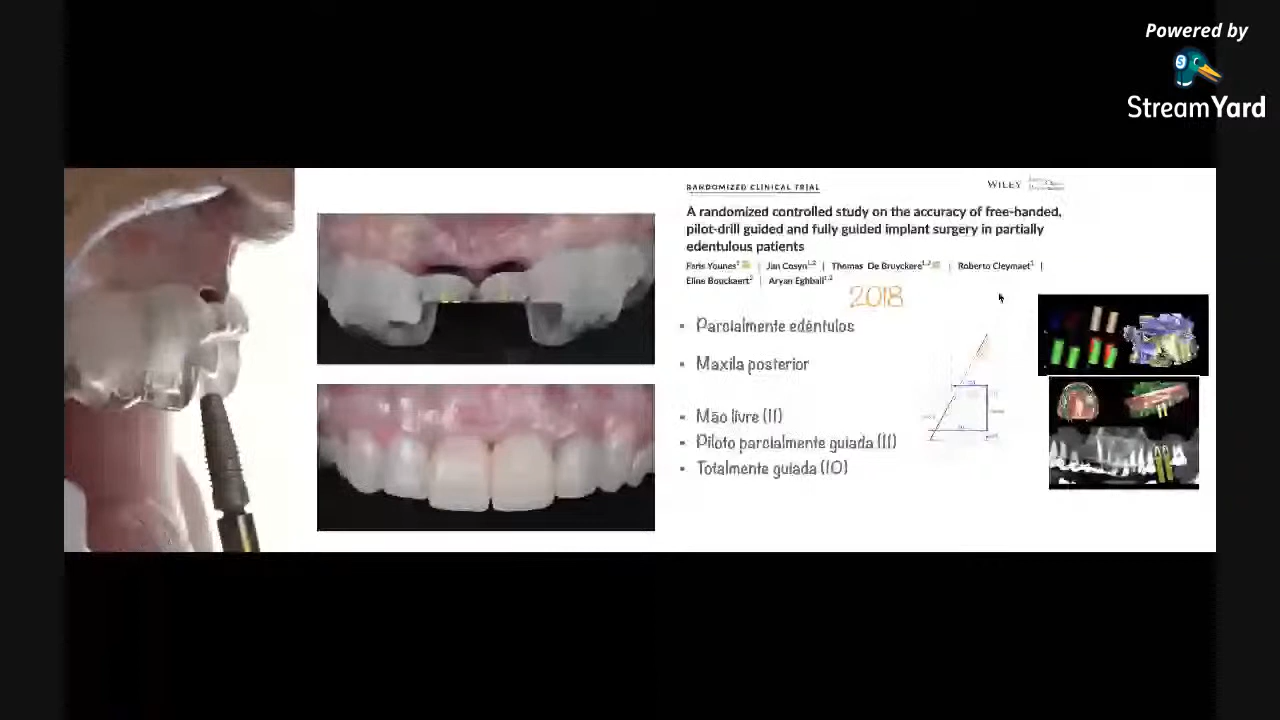 Powered by
StreamYard
RANDOMIZED CLINICAL TRIAL
WILEY
A randomized controlled study on the accuracy of free-handed,
pilot-drill guided and fully guided implant surgery in partially
edentulous patients
Faris Younes | Jan Cosyn | Thomas De Bruyckere | Roberto Cleymaet |
Eline Bouckaert | Aryan Eghbali
2018
• Parcialmente edêntulos
• Maxila posterior
• Mão livre (11)
• Piloto parcialmente guiada (11)
• Totalmente guiada (10)